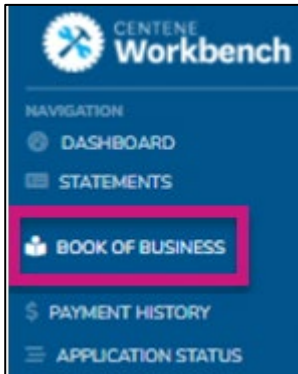 CENTENE
Workbench
NAVIGATION
DASHBOARD
STATEMENTS
BOOK OF BUSINESS
$ PAYMENT HISTORY
APPLICATION STATUS